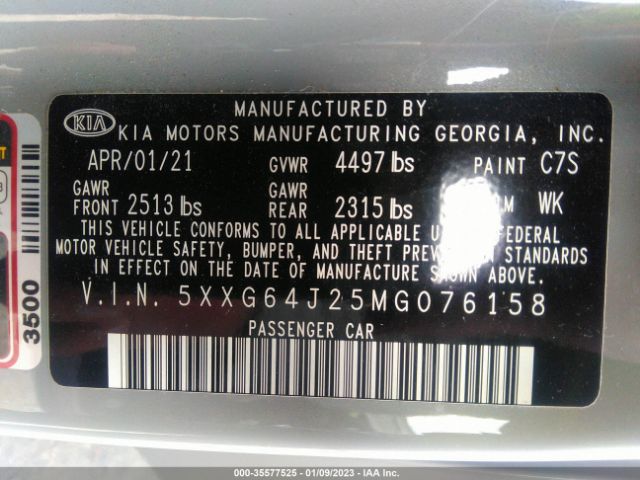 MANUFACTURED BY
KIA KIA MOTORS MANUFACTURING GEORGIA, INC.
APR/01/21 GVWR 4497 lbs PAINT C7S
GAWR FRONT 2513 lbs GAWR REAR 2315 lbs WK
THIS VEHICLE CONFORMS TO ALL APPLICABLE FEDERAL
MOTOR VEHICLE SAFETY, BUMPER, AND THEFT PREVENTION STANDARDS
IN EFFECT ON THE DATE OF MANUFACTURE SHOWN ABOVE.
V.I.N. 5XXG64J25MG076158
PASSENGER CAR
3500
000-35577525 - 01/09/2023 - IAA Inc.